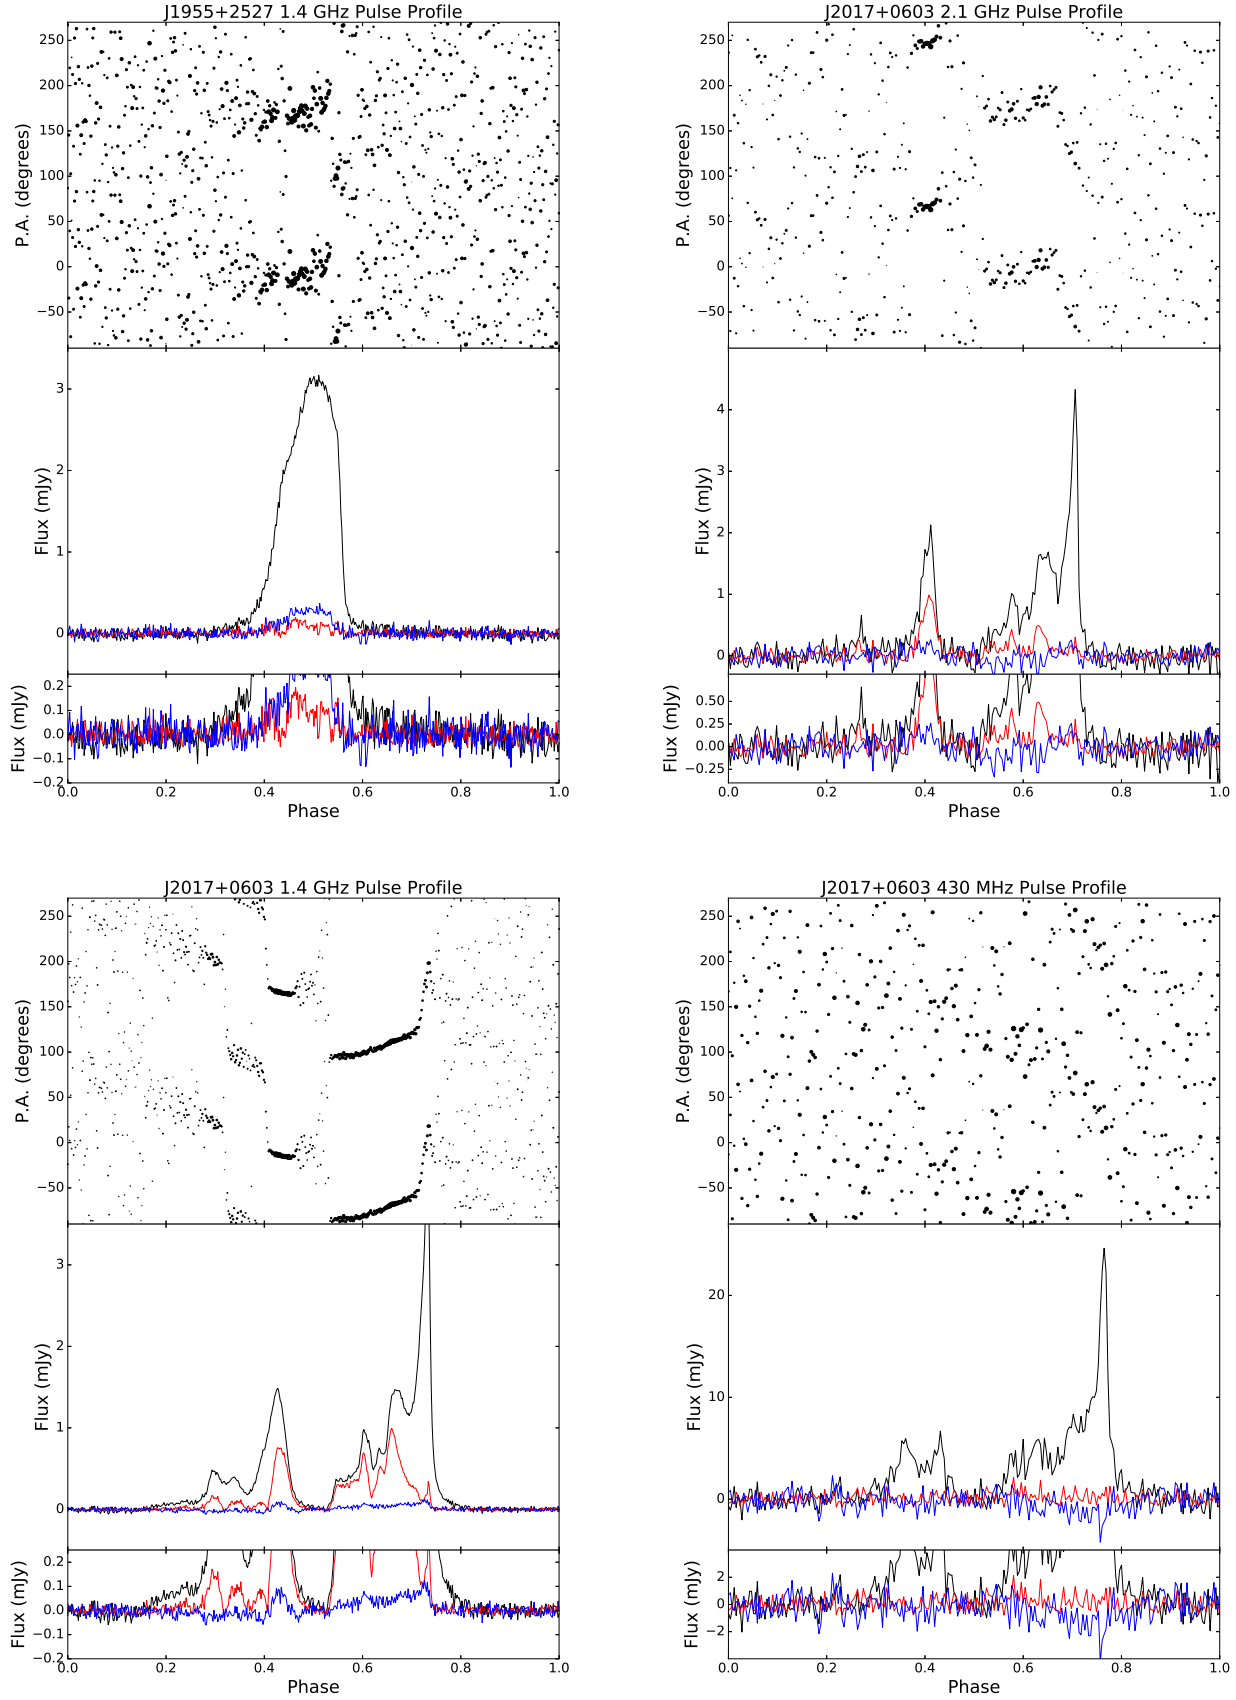 J1955+2527 1.4 GHz Pulse Profile
250
200
150
100
50
0
−50
P.A. (degrees)
3
2
1
0
Flux (mJy)
0.2
0.1
0.0
−0.1
−0.2
Flux (mJy)
0.0 0.2 0.4 0.6 0.8 1.0
Phase
J2017+0603 2.1 GHz Pulse Profile
250
200
150
100
50
0
−50
P.A. (degrees)
4
3
2
1
0
Flux (mJy)
0.50
0.25
0.00
−0.25
Flux (mJy)
0.0 0.2 0.4 0.6 0.8 1.0
Phase
J2017+0603 1.4 GHz Pulse Profile
250
200
150
100
50
0
−50
P.A. (degrees)
3
2
1
0
Flux (mJy)
0.2
0.1
0.0
−0.1
−0.2
Flux (mJy)
0.0 0.2 0.4 0.6 0.8 1.0
Phase
J2017+0603 430 MHz Pulse Profile
250
200
150
100
50
0
−50
P.A. (degrees)
20
10
0
Flux (mJy)
2
0
−2
Flux (mJy)
0.0 0.2 0.4 0.6 0.8 1.0
Phase